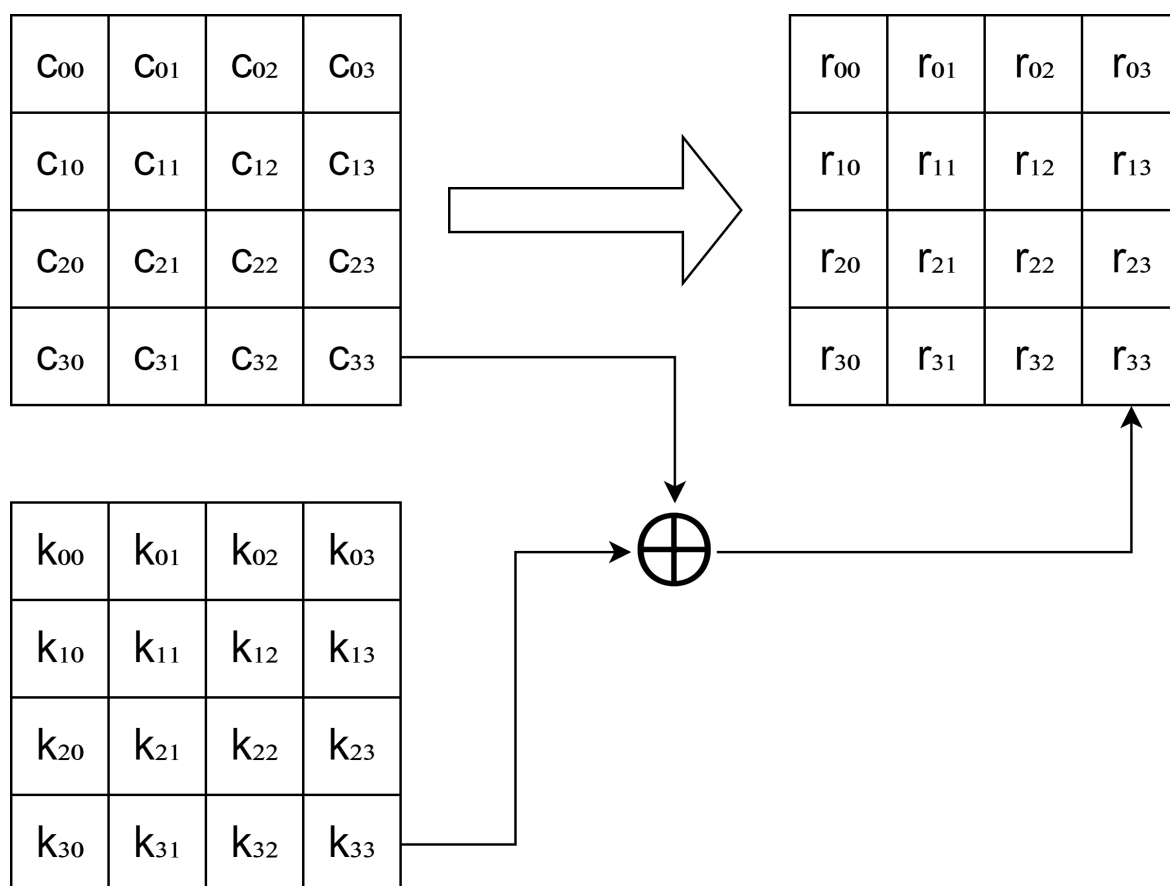 c00 c01 c02 c03
c10 c11 c12 c13
c20 c21 c22 c23
c30 c31 c32 c33
r00 r01 r02 r03
r10 r11 r12 r13
r20 r21 r22 r23
r30 r31 r32 r33
k00 k01 k02 k03
k10 k11 k12 k13
k20 k21 k22 k23
k30 k31 k32 k33